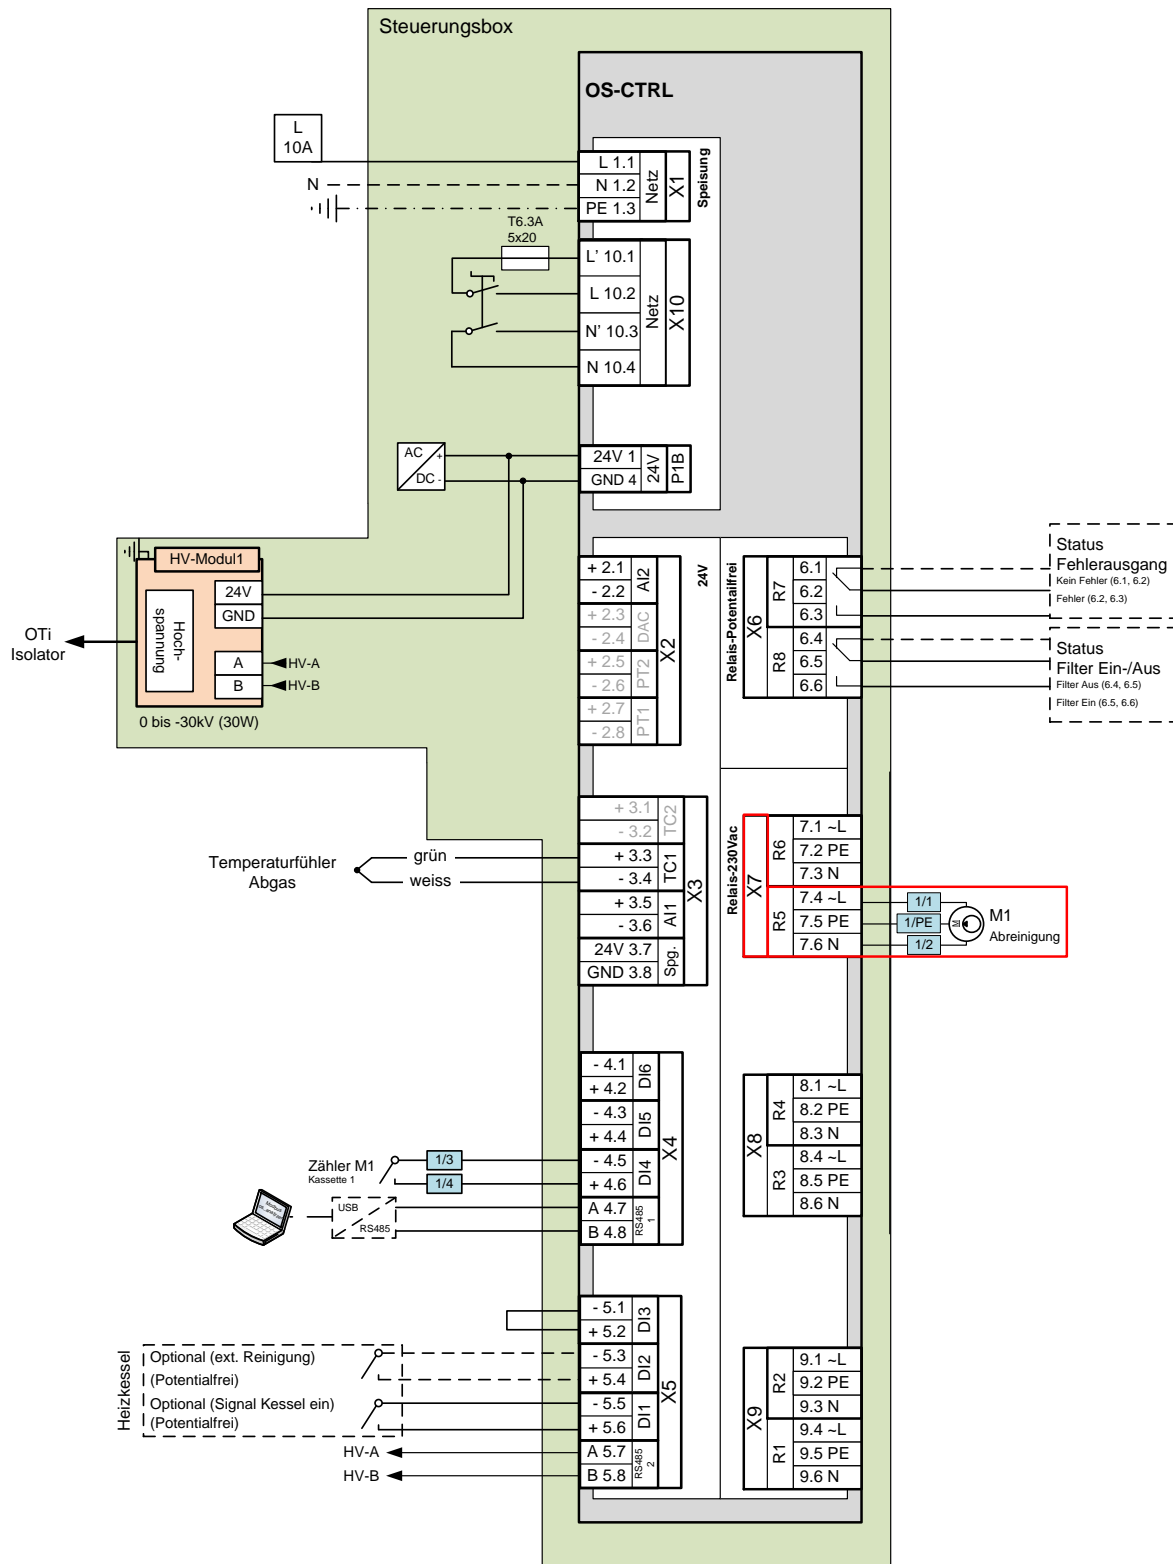 Steuerungsbox
OS-CTRL
L
10A
N
L 1.1
N 1.2
PE 1.3
Netz
X1
Speisung
T6.3A
5x20
L' 10.1
L 10.2
N' 10.3
N 10.4
Netz
X10
AC
+
DC
-
24V 1
GND 4
24V
P1B
HV-Modul1
24V
GND
Hoch-
spannung
A
B
HV-A
HV-B
0 bis -30kV (30W)
OTi
Isolator
24V
+ 2.1
- 2.2
+ 2.3
- 2.4
+ 2.5
- 2.6
+ 2.7
- 2.8
AI2
DAC
PT2
PT1
X2
Relais-Potentailfrei
X6
R7
R8
6.1
6.2
6.3
6.4
6.5
6.6
Status
Fehlerausgang
Kein Fehler (6.1, 6.2)
Fehler (6.2, 6.3)
Status
Filter Ein-/Aus
Filter Aus (6.4, 6.5)
Filter Ein (6.5, 6.6)
Temperaturfühler
Abgas
grün
weiss
+ 3.1
- 3.2
+ 3.3
- 3.4
+ 3.5
- 3.6
24V 3.7
GND 3.8
TC2
TC1
AI1
Spg.
X3
Relais-230Vac
X7
R6
R5
7.1 ~L
7.2 PE
7.3 N
7.4 ~L
7.5 PE
7.6 N
1/1
1/PE
1/2
M
M1
Abreinigung
Zähler M1
Kassette 1
1/3
1/4
USB
RS485
- 4.1
+ 4.2
- 4.3
+ 4.4
- 4.5
+ 4.6
A 4.7
B 4.8
DI6
DI5
DI4
RS485
1
X4
X8
R4
R3
8.1 ~L
8.2 PE
8.3 N
8.4 ~L
8.5 PE
8.6 N
Heizkessel
Optional (ext. Reinigung)
(Potentialfrei)
Optional (Signal Kessel ein)
(Potentialfrei)
HV-A
HV-B
- 5.1
+ 5.2
- 5.3
+ 5.4
- 5.5
+ 5.6
A 5.7
B 5.8
DI3
DI2
DI1
RS485
2
X5
X9
R2
R1
9.1 ~L
9.2 PE
9.3 N
9.4 ~L
9.5 PE
9.6 N